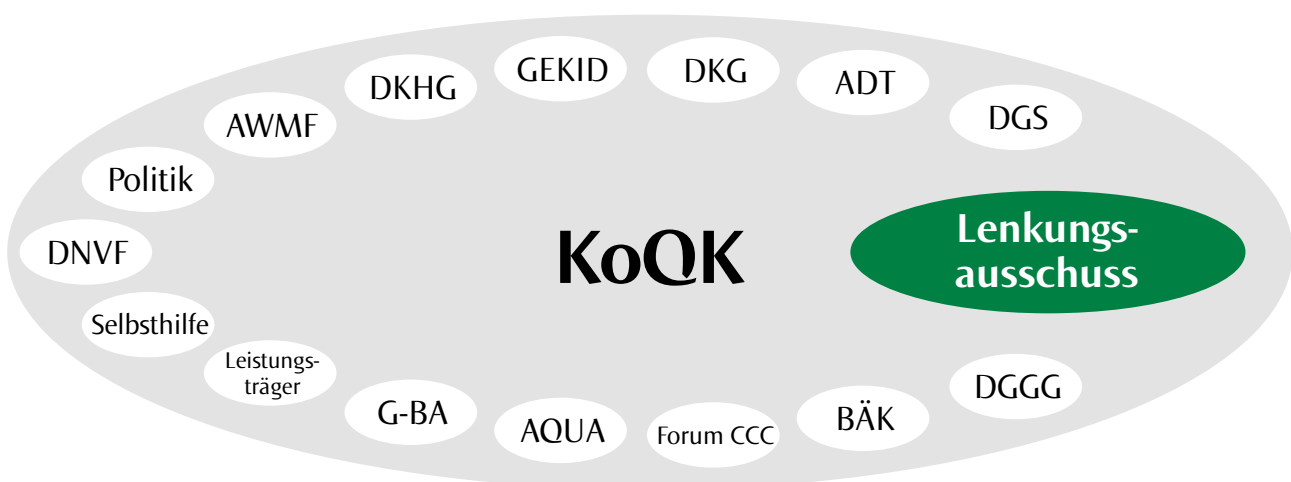 GEKID
DKG
ADT
DKHG
DGS
AWMF
Politik
KoQK
Lenkungs-
ausschuss
DNVF
Selbsthilfe
Leistungs-
träger
DGGG
G-BA
BÄK
AQUA
Forum CCC